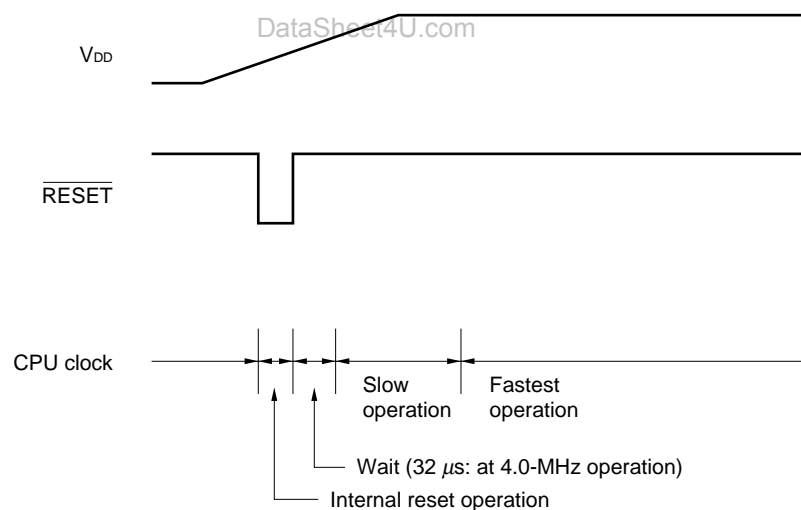 DataSheet4U.com
VDD
RESET
CPU clock
Slow
operation
Fastest
operation
Wait (32 μs: at 4.0-MHz operation)
Internal reset operation